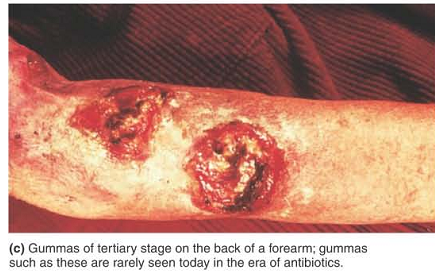 (c) Gummas of tertiary stage on the back of a forearm; gummas
such as these are rarely seen today in the era of antibiotics.